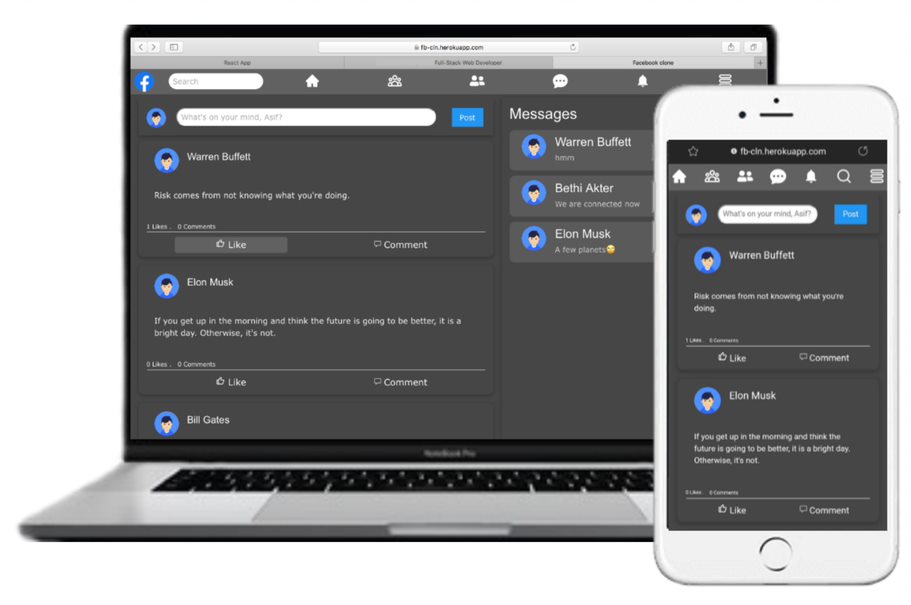 fb-cln.herokuapp.com
React App
Full-Stack Web Developer
Facebook clone
Search
What's on your mind, Asif?
Post
Warren Buffett
Risk comes from not knowing what you're doing.
1 Likes . 0 Comments
Like
Comment
Elon Musk
If you get up in the morning and think the future is going to be better, it is a
bright day. Otherwise, it's not.
0 Likes . 0 Comments
Like
Comment
Bill Gates
Messages
Warren Buffett
hmm
Bethi Akter
We are connected now
Elon Musk
A few planets😏
NoteBook Pro
fb-cln.herokuapp.com
What's on your mind, Asif?
Post
Warren Buffett
Risk comes from not knowing what you're
doing.
1 Likes . 0 Comments
Like
Comment
Elon Musk
If you get up in the morning and think the
future is going to be better, it is a bright day.
Otherwise, it's not.
0 Likes . 0 Comments
Like
Comment